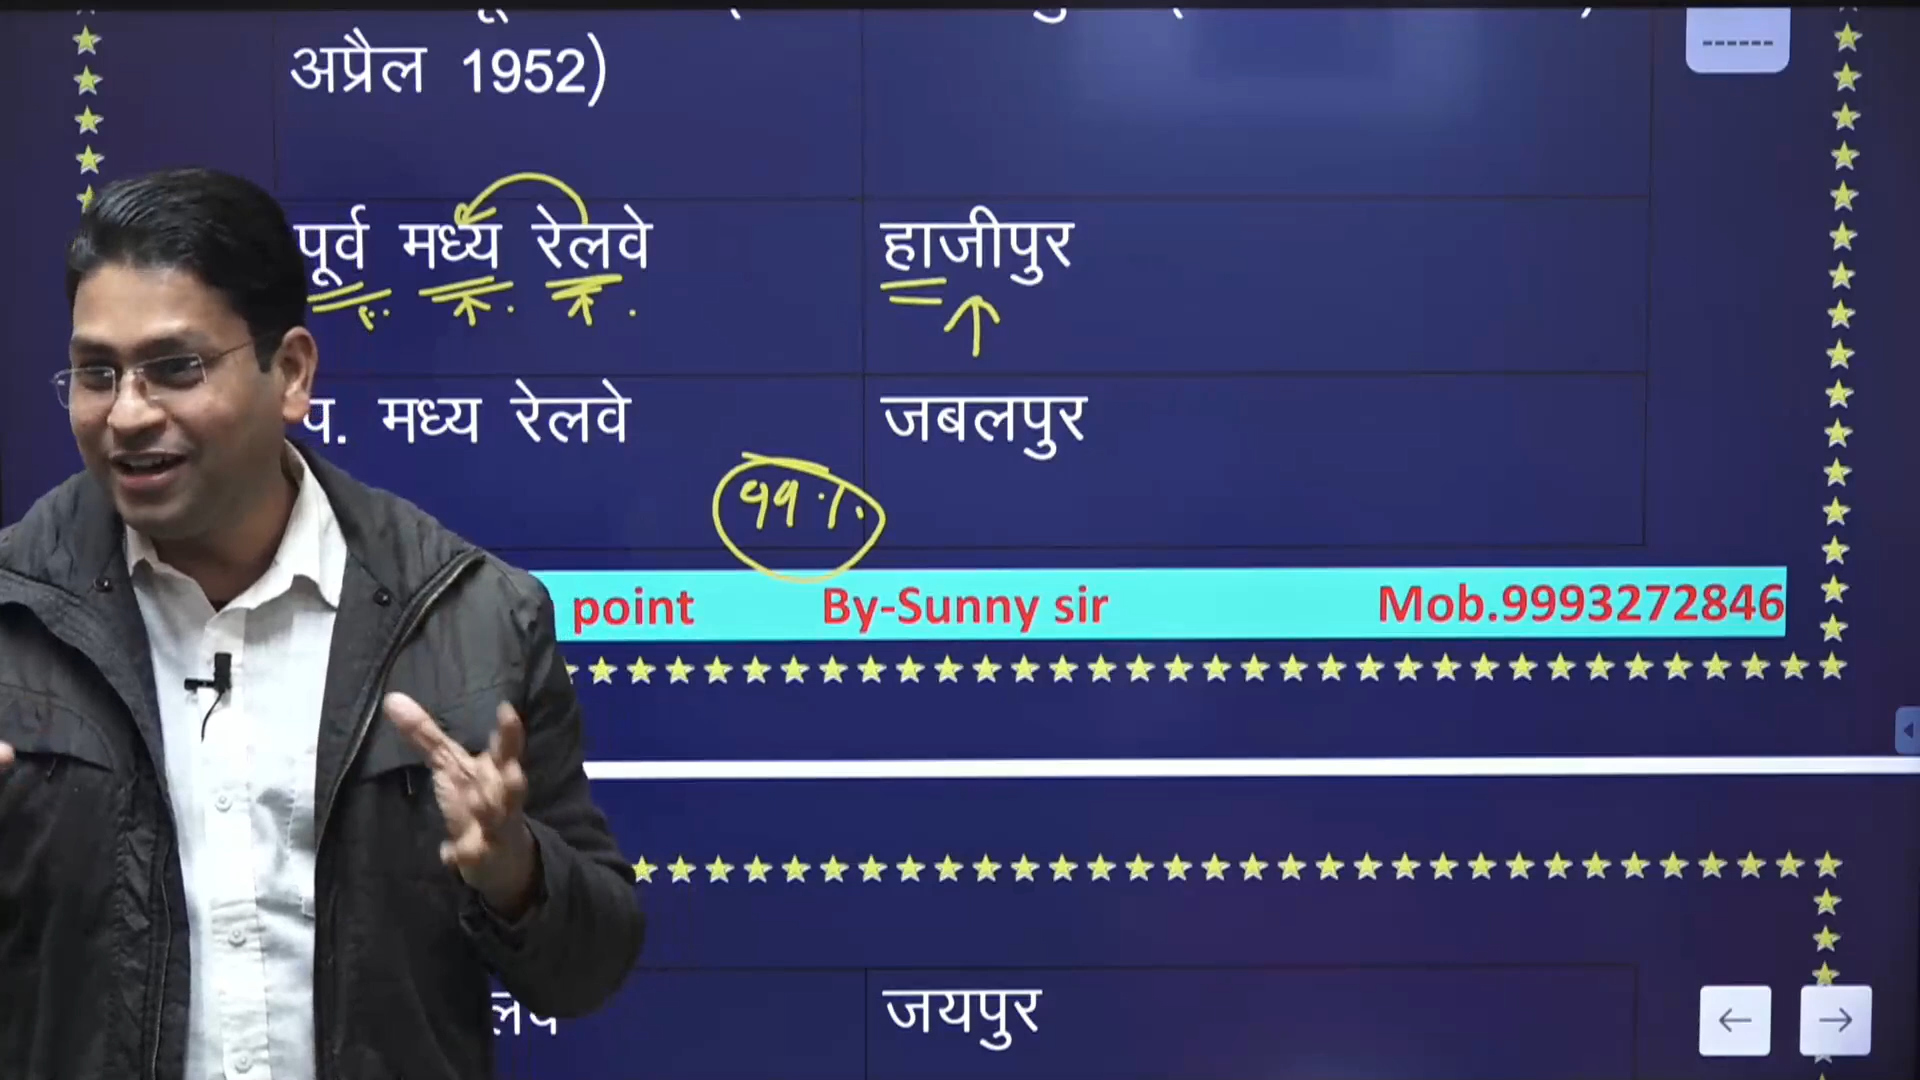 अप्रैल 1952)
पूर्व मध्य रेलवे हाजीपुर
प. मध्य रेलवे जबलपुर
99%
point By-Sunny sir Mob.9993272846
जयपुर